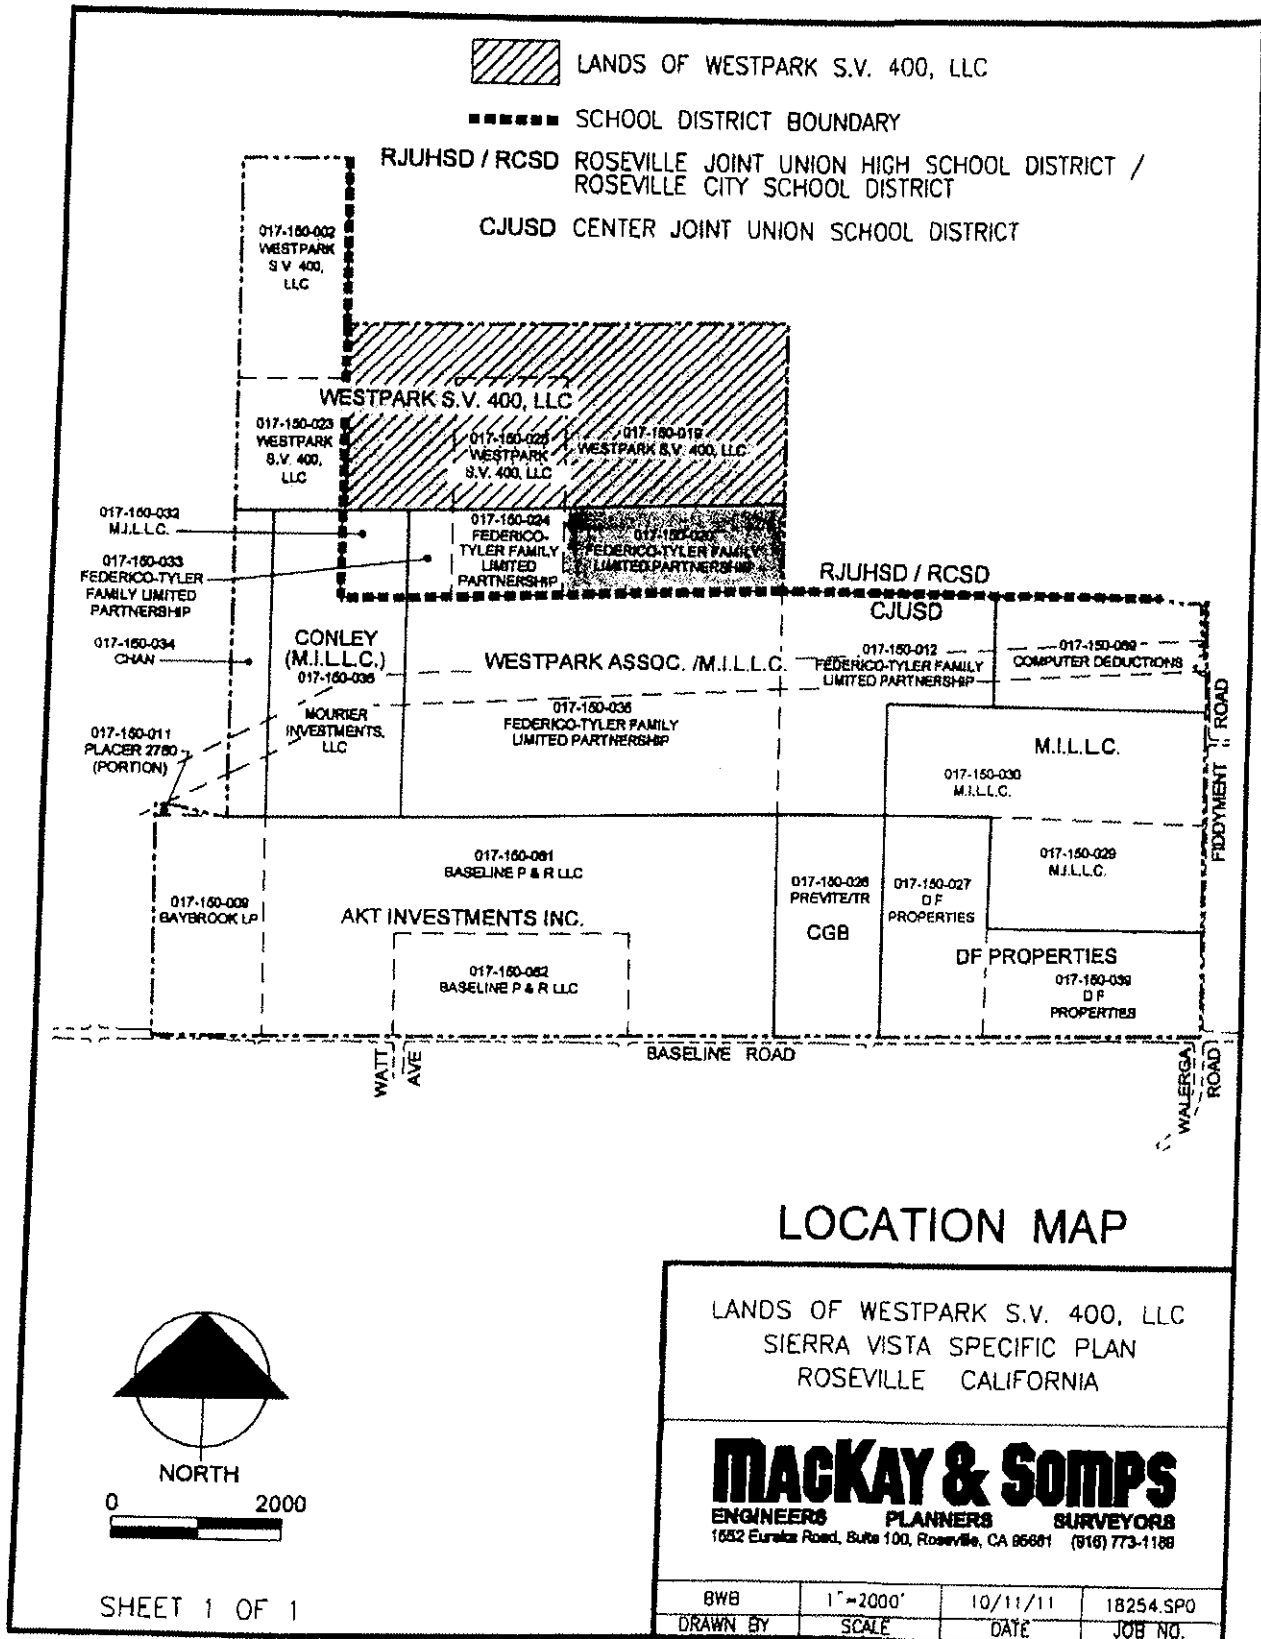 LANDS OF WESTPARK S.V. 400, LLC
SCHOOL DISTRICT BOUNDARY
RJUHSD / RCSD ROSEVILLE JOINT UNION HIGH SCHOOL DISTRICT /
ROSEVILLE CITY SCHOOL DISTRICT
CJUSD CENTER JOINT UNION SCHOOL DISTRICT
017-150-002
WESTPARK
S.V. 400,
LLC
WESTPARK S.V. 400, LLC
017-150-023
WESTPARK
S.V. 400,
LLC
WESTPARK
S.V. 400, LLC
017-150-019
WESTPARK S.V. 400, LLC
017-150-032
M.I.L.L.C.
017-150-033
FEDERICO-TYLER
FAMILY LIMITED
PARTNERSHIP
017-150-034
CHAN
017-150-024
FEDERICO-
TYLER FAMILY
LIMITED
PARTNERSHIP
FEDERICO-TYLER FAMILY
LIMITED PARTNERSHIP
RJUHSD / RCSD
CJUSD
CONLEY
(M.I.L.L.C.)
MOURIER
INVESTMENTS,
LLC
WESTPARK ASSOC. /M.I.L.L.C.
FEDERICO-TYLER FAMILY
LIMITED PARTNERSHIP
017-150-012
FEDERICO-TYLER FAMILY
LIMITED PARTNERSHIP
COMPUTER DEDUCTIONS
017-150-011
PLACER 2780
(PORTION)
M.I.L.L.C.
017-150-030
M.I.L.L.C.
FIDDYMENT ROAD
017-150-029
M.I.L.L.C.
017-150-009
BAYBROOK LP
BASELINE P & R LLC
AKT INVESTMENTS INC.
BASELINE P & R LLC
PREVITE/TR
CGB
017-150-027
D F
PROPERTIES
DF PROPERTIES
017-150-039
D F
PROPERTIES
WATT AVE
BASELINE ROAD
WALERGA ROAD
LOCATION MAP
LANDS OF WESTPARK S.V. 400, LLC
SIERRA VISTA SPECIFIC PLAN
ROSEVILLE CALIFORNIA
MACKAY & SOMPS
ENGINEERS PLANNERS SURVEYORS
1552 Eureka Road, Suite 100, Roseville, CA 95661 (916) 773-1189
NORTH
0 2000
SHEET 1 OF 1
BWB 1"=2000' 10/11/11 18254.SP0
DRAWN BY SCALE DATE JOB NO.